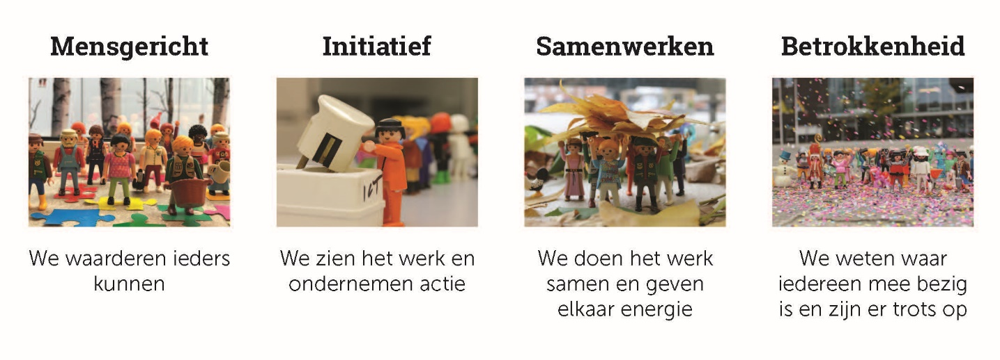 Mensgericht
We waarderen ieders
kunnen
Initiatief
ICT
We zien het werk en
ondernemen actie
Samenwerken
We doen het werk
samen en geven
elkaar energie
Betrokkenheid
We weten waar
iedereen mee bezig
is en zijn er trots op